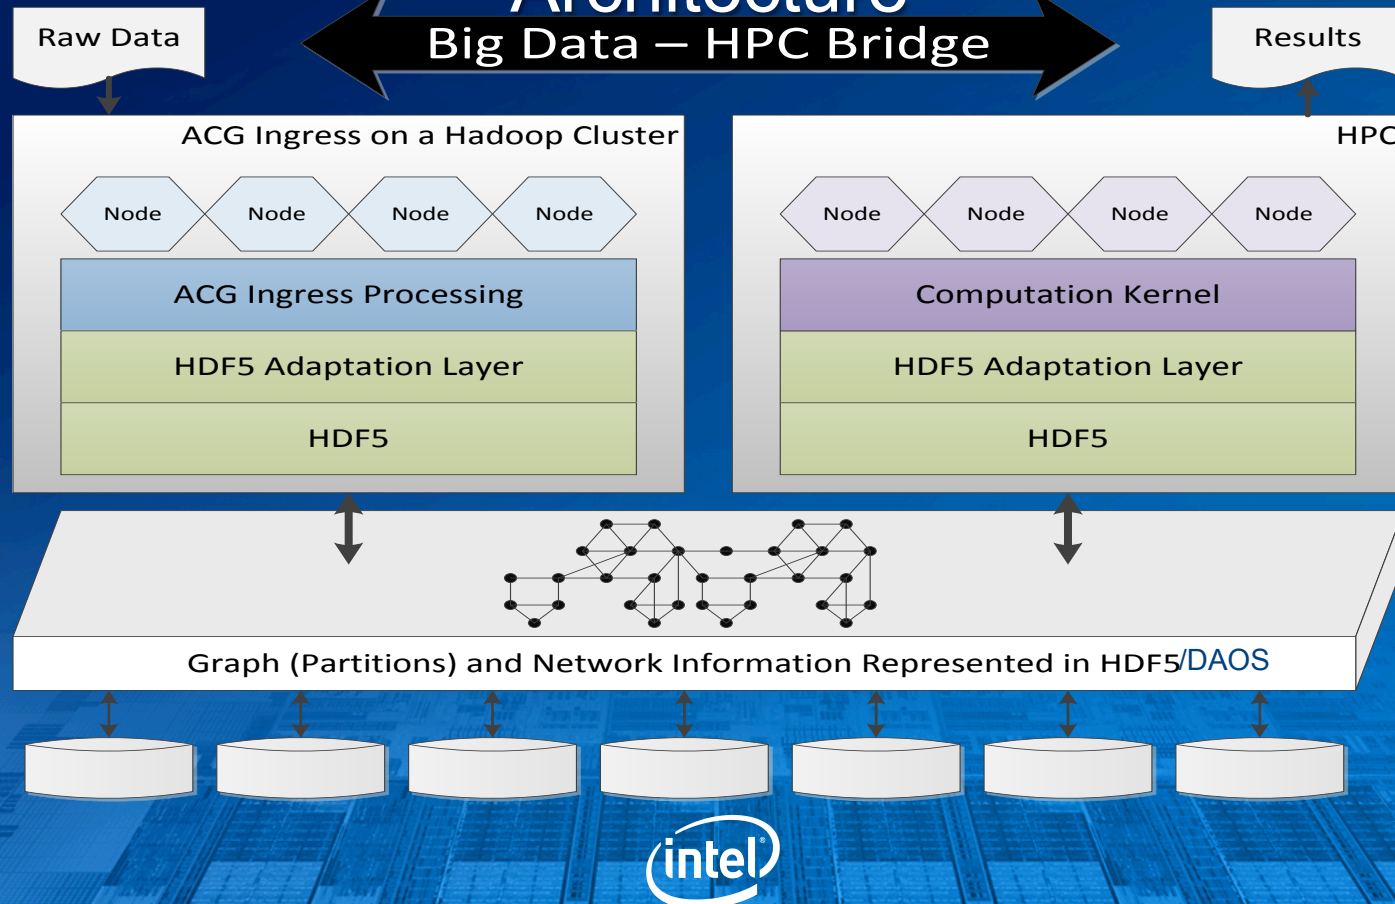 Architecture
Raw Data
Big Data – HPC Bridge
Results
ACG Ingress on a Hadoop Cluster
HPC
Node Node Node Node
Node Node Node Node
ACG Ingress Processing
Computation Kernel
HDF5 Adaptation Layer
HDF5 Adaptation Layer
HDF5
HDF5
Graph (Partitions) and Network Information Represented in HDF5/DAOS
intel®